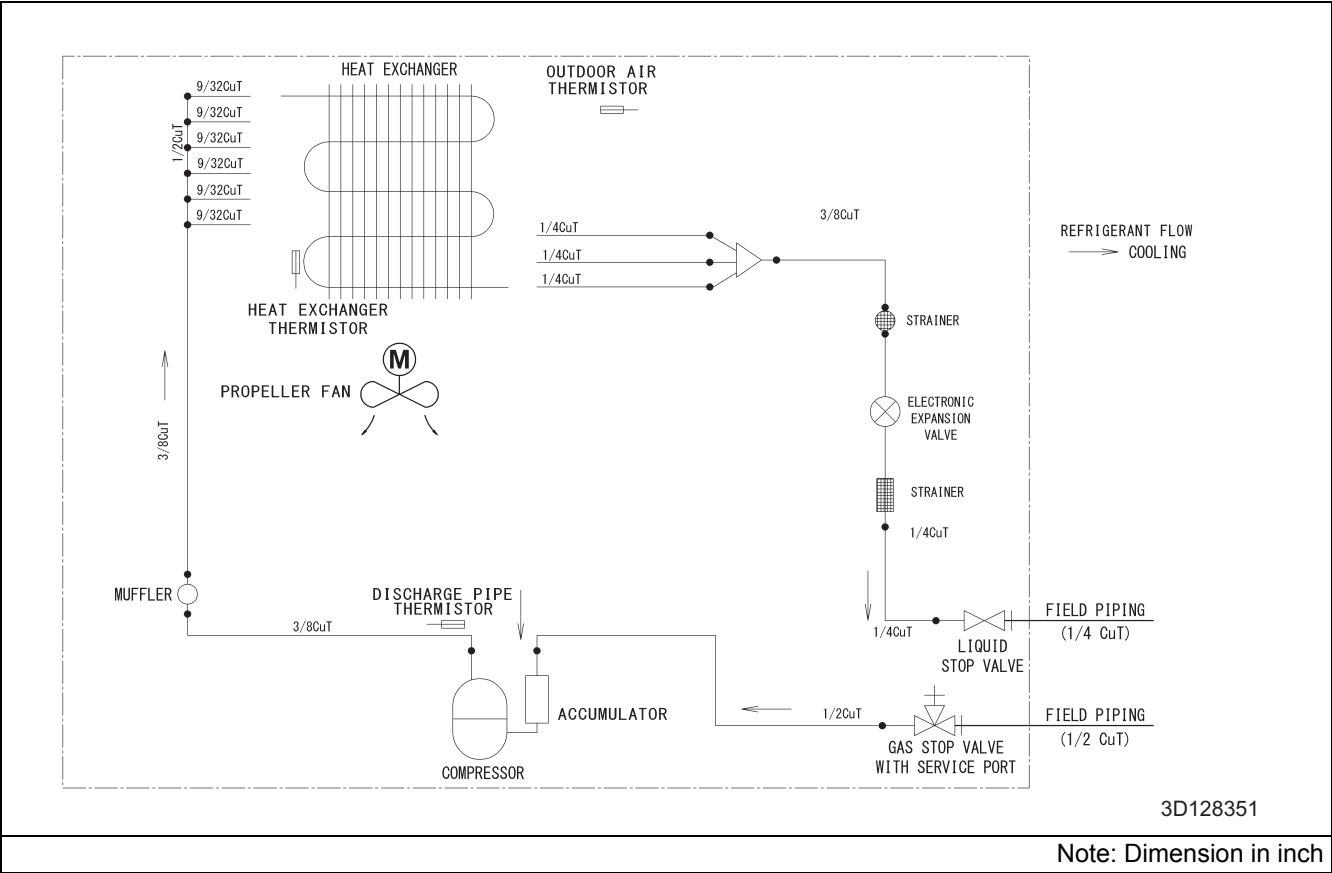 HEAT EXCHANGER
OUTDOOR AIR
THERMISTOR
9/32CuT
9/32CuT
9/32CuT
9/32CuT
9/32CuT
9/32CuT
1/2CuT
HEAT EXCHANGER
THERMISTOR
1/4CuT
1/4CuT
1/4CuT
3/8CuT
REFRIGERANT FLOW
COOLING
STRAINER
M
PROPELLER FAN
ELECTRONIC
EXPANSION
VALVE
3/8CuT
STRAINER
1/4CuT
MUFFLER
DISCHARGE PIPE
THERMISTOR
3/8CuT
1/4CuT
LIQUID
STOP VALVE
FIELD PIPING
(1/4 CuT)
ACCUMULATOR
COMPRESSOR
1/2CuT
GAS STOP VALVE
WITH SERVICE PORT
FIELD PIPING
(1/2 CuT)
3D128351
Note: Dimension in inch